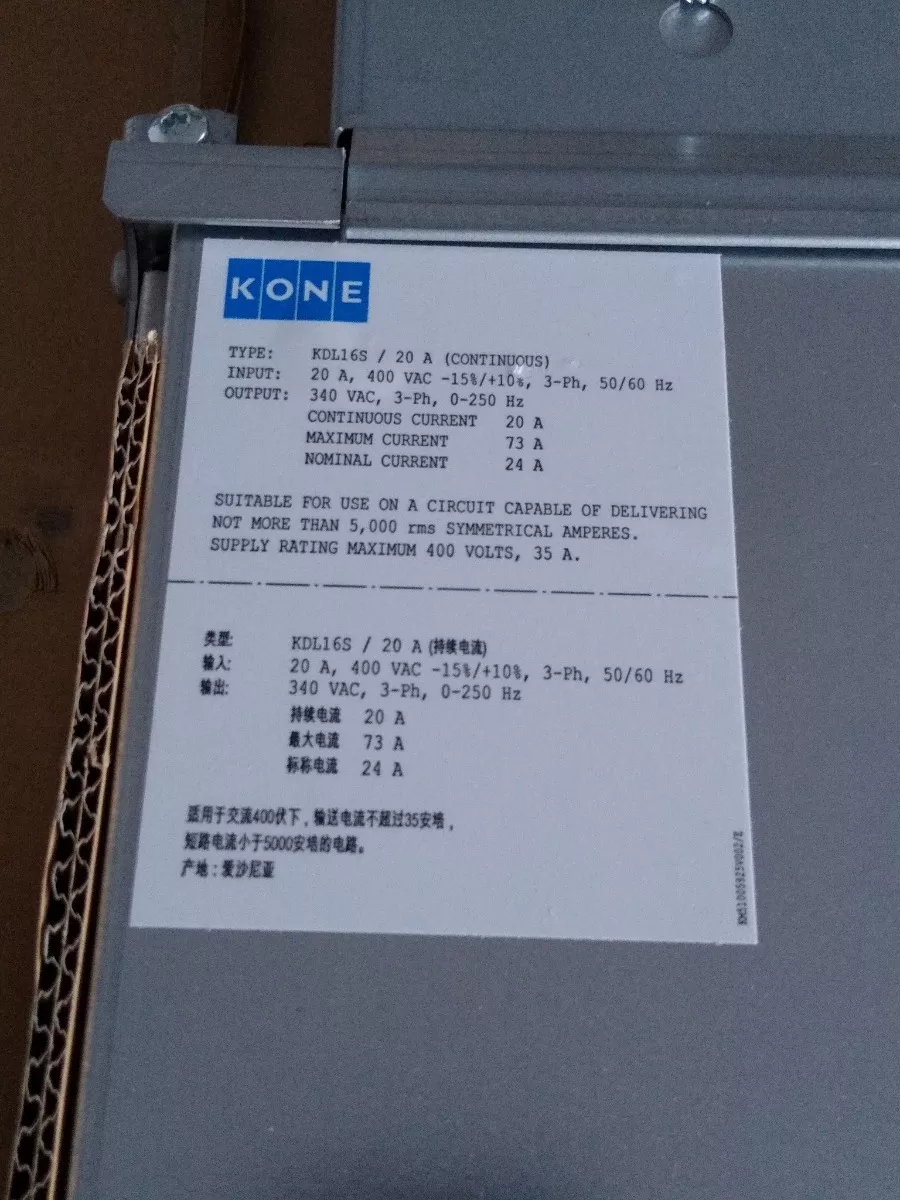 KONE
TYPE: KDL16S / 20 A (CONTINUOUS)
INPUT: 20 A, 400 VAC -15%/+10%, 3-Ph, 50/60 Hz
OUTPUT: 340 VAC, 3-Ph, 0-250 Hz
CONTINUOUS CURRENT 20 A
MAXIMUM CURRENT 73 A
NOMINAL CURRENT 24 A
SUITABLE FOR USE ON A CIRCUIT CAPABLE OF DELIVERING
NOT MORE THAN 5,000 rms SYMMETRICAL AMPERES.
SUPPLY RATING MAXIMUM 400 VOLTS, 35 A.
类型: KDL16S / 20 A (持续电流)
输入: 20 A, 400 VAC -15%/+10%, 3-Ph, 50/60 Hz
输出: 340 VAC, 3-Ph, 0-250 Hz
持续电流 20 A
最大电流 73 A
标称电流 24 A
适用于交流400伏下，输送电流不超过35安培，
短路电流小于5000安培的电路。
产地：爱沙尼亚
KM51005925V002/E